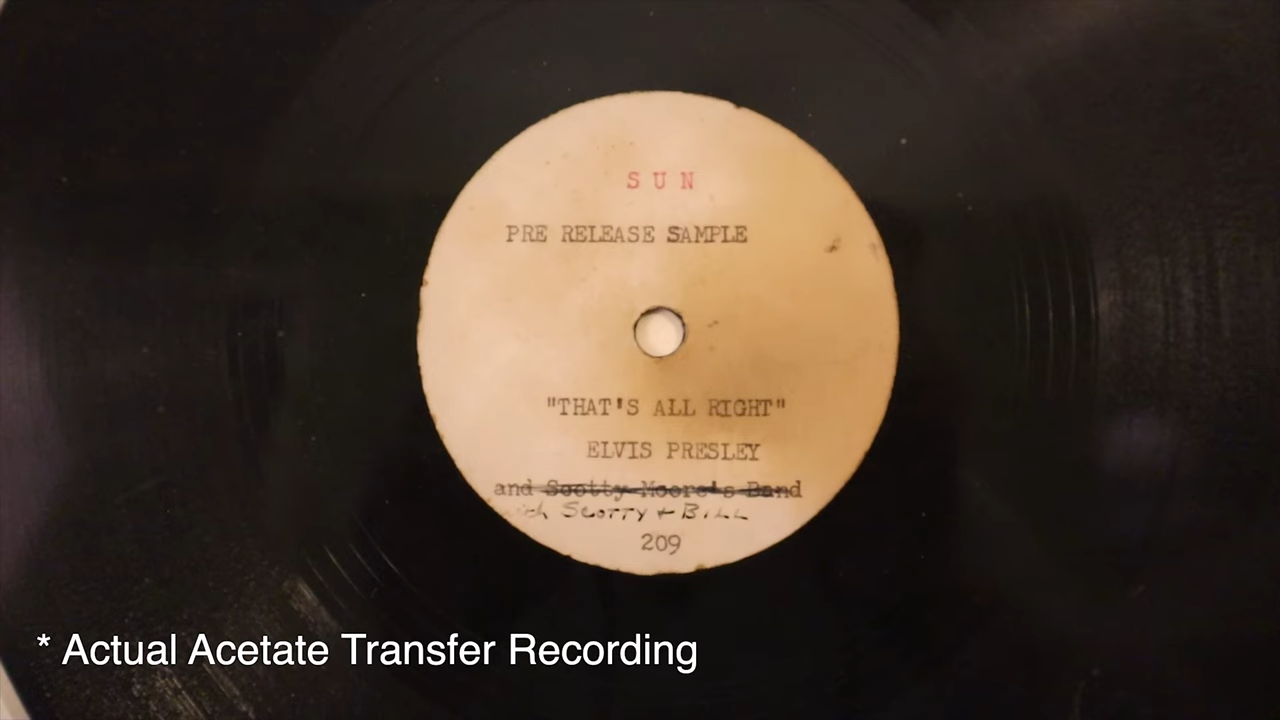 S U N
PRE RELEASE SAMPLE
"THAT'S ALL RIGHT"
ELVIS PRESLEY
and Scotty Moore's Band
SCOTTY + BILL
209
* Actual Acetate Transfer Recording